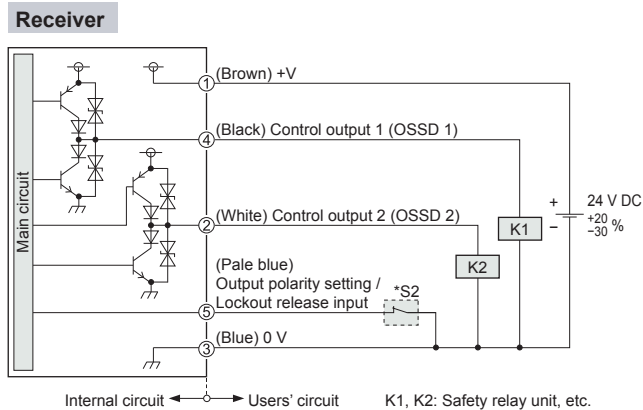 Receiver
Main circuit
① (Brown) +V
④ (Black) Control output 1 (OSSD 1)
② (White) Control output 2 (OSSD 2)
(Pale blue)
Output polarity setting /
⑤ Lockout release input
*S2
③ (Blue) 0 V
K1
K2
+
−
24 V DC
+20
−30 %
Internal circuit
Users' circuit
K1, K2: Safety relay unit, etc.